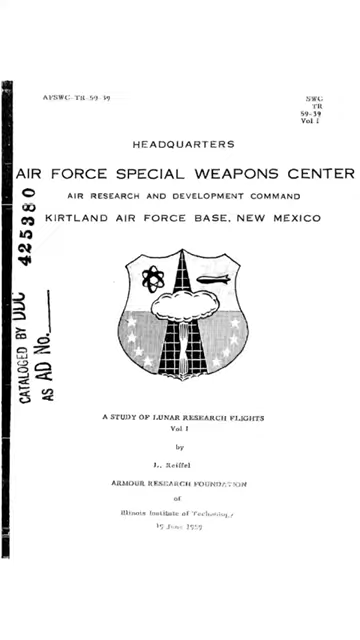 AFSWC-TR-59-39
SWC
TR
59-39
Vol I
HEADQUARTERS
AIR FORCE SPECIAL WEAPONS CENTER
AIR RESEARCH AND DEVELOPMENT COMMAND
KIRTLAND AIR FORCE BASE, NEW MEXICO
CATALOGED BY DDC
AS AD No.
425380
A STUDY OF LUNAR RESEARCH FLIGHTS
Vol I
by
L. Reiffel
ARMOUR RESEARCH FOUNDATION
of
Illinois Institute of Technology
19 June 1959